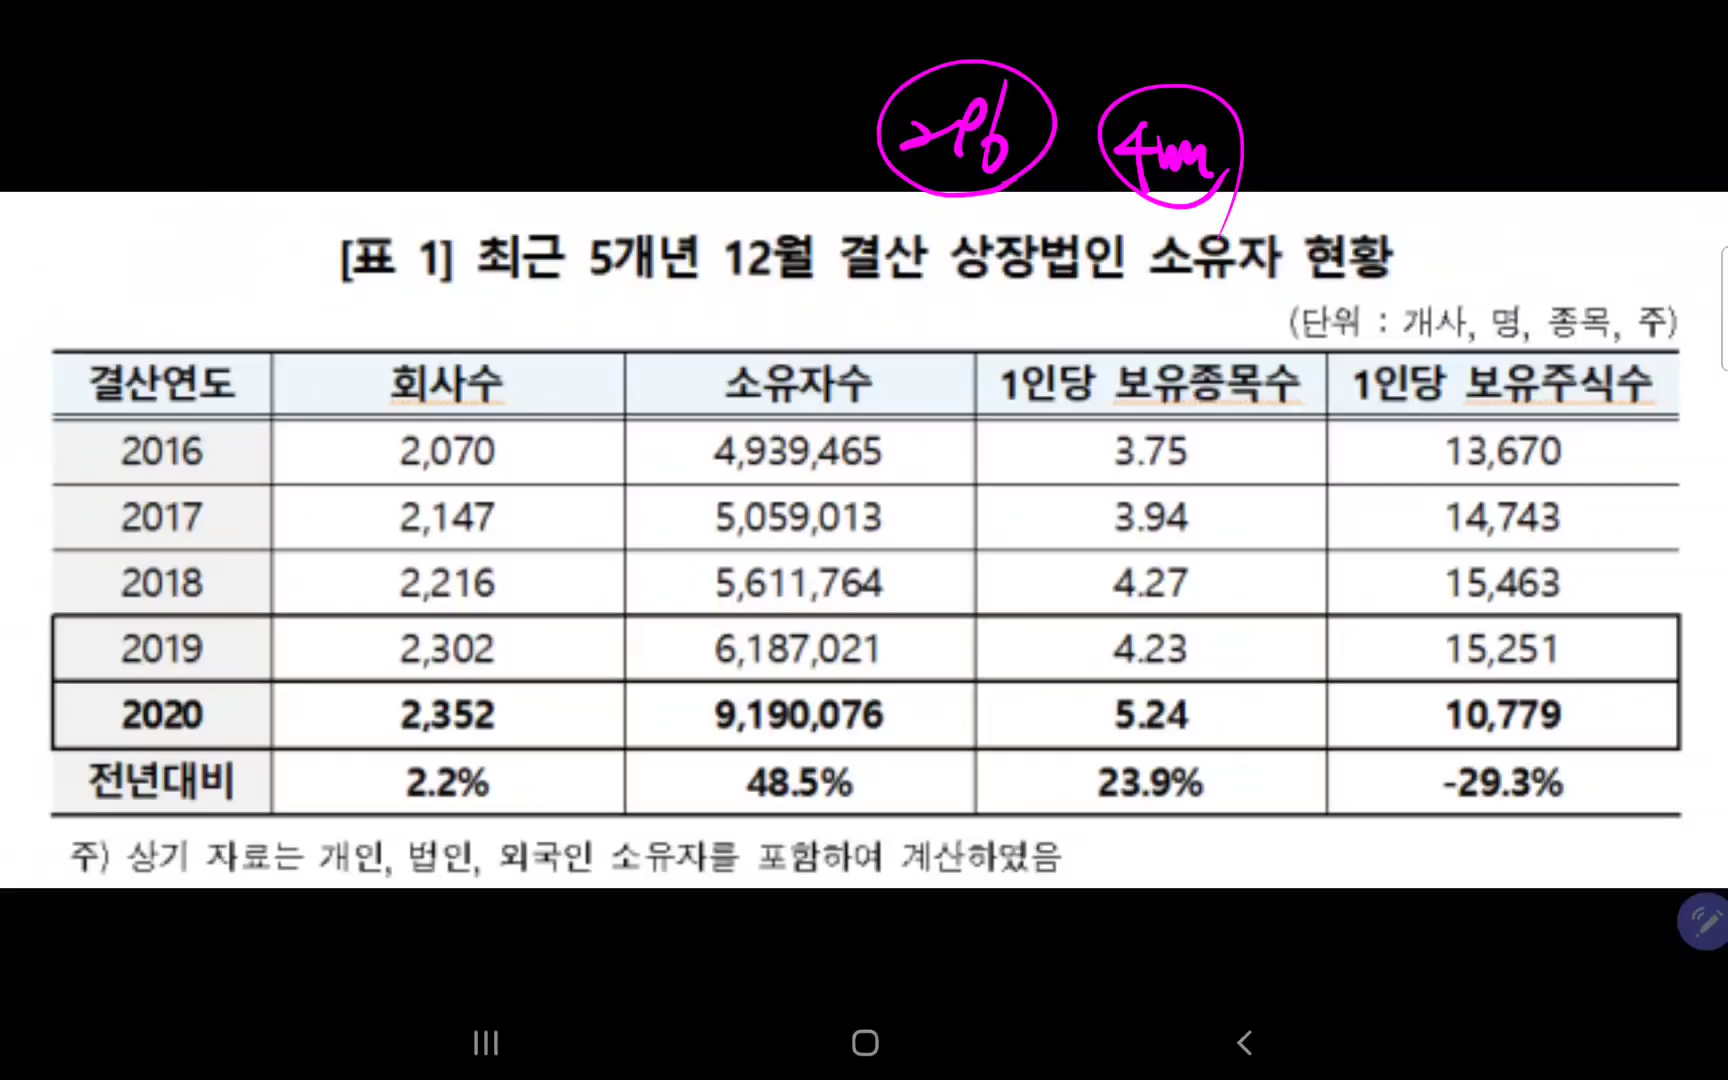 [표 1] 최근 5개년 12월 결산 상장법인 소유자 현황
(단위 : 개사, 명, 종목, 주)
결산연도 회사수 소유자수 1인당 보유종목수 1인당 보유주식수
2016 2,070 4,939,465 3.75 13,670
2017 2,147 5,059,013 3.94 14,743
2018 2,216 5,611,764 4.27 15,463
2019 2,302 6,187,021 4.23 15,251
2020 2,352 9,190,076 5.24 10,779
전년대비 2.2% 48.5% 23.9% -29.3%
주) 상기 자료는 개인, 법인, 외국인 소유자를 포함하여 계산하였음